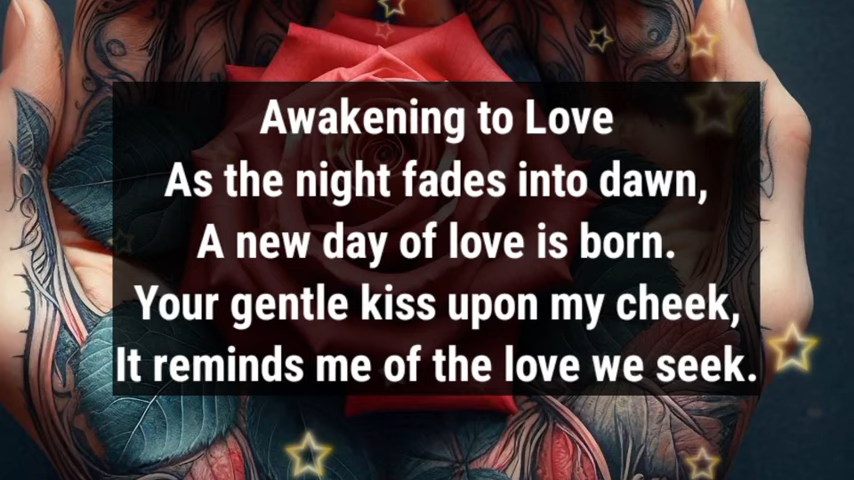 Awakening to Love
As the night fades into dawn,
A new day of love is born.
Your gentle kiss upon my cheek,
It reminds me of the love we seek.